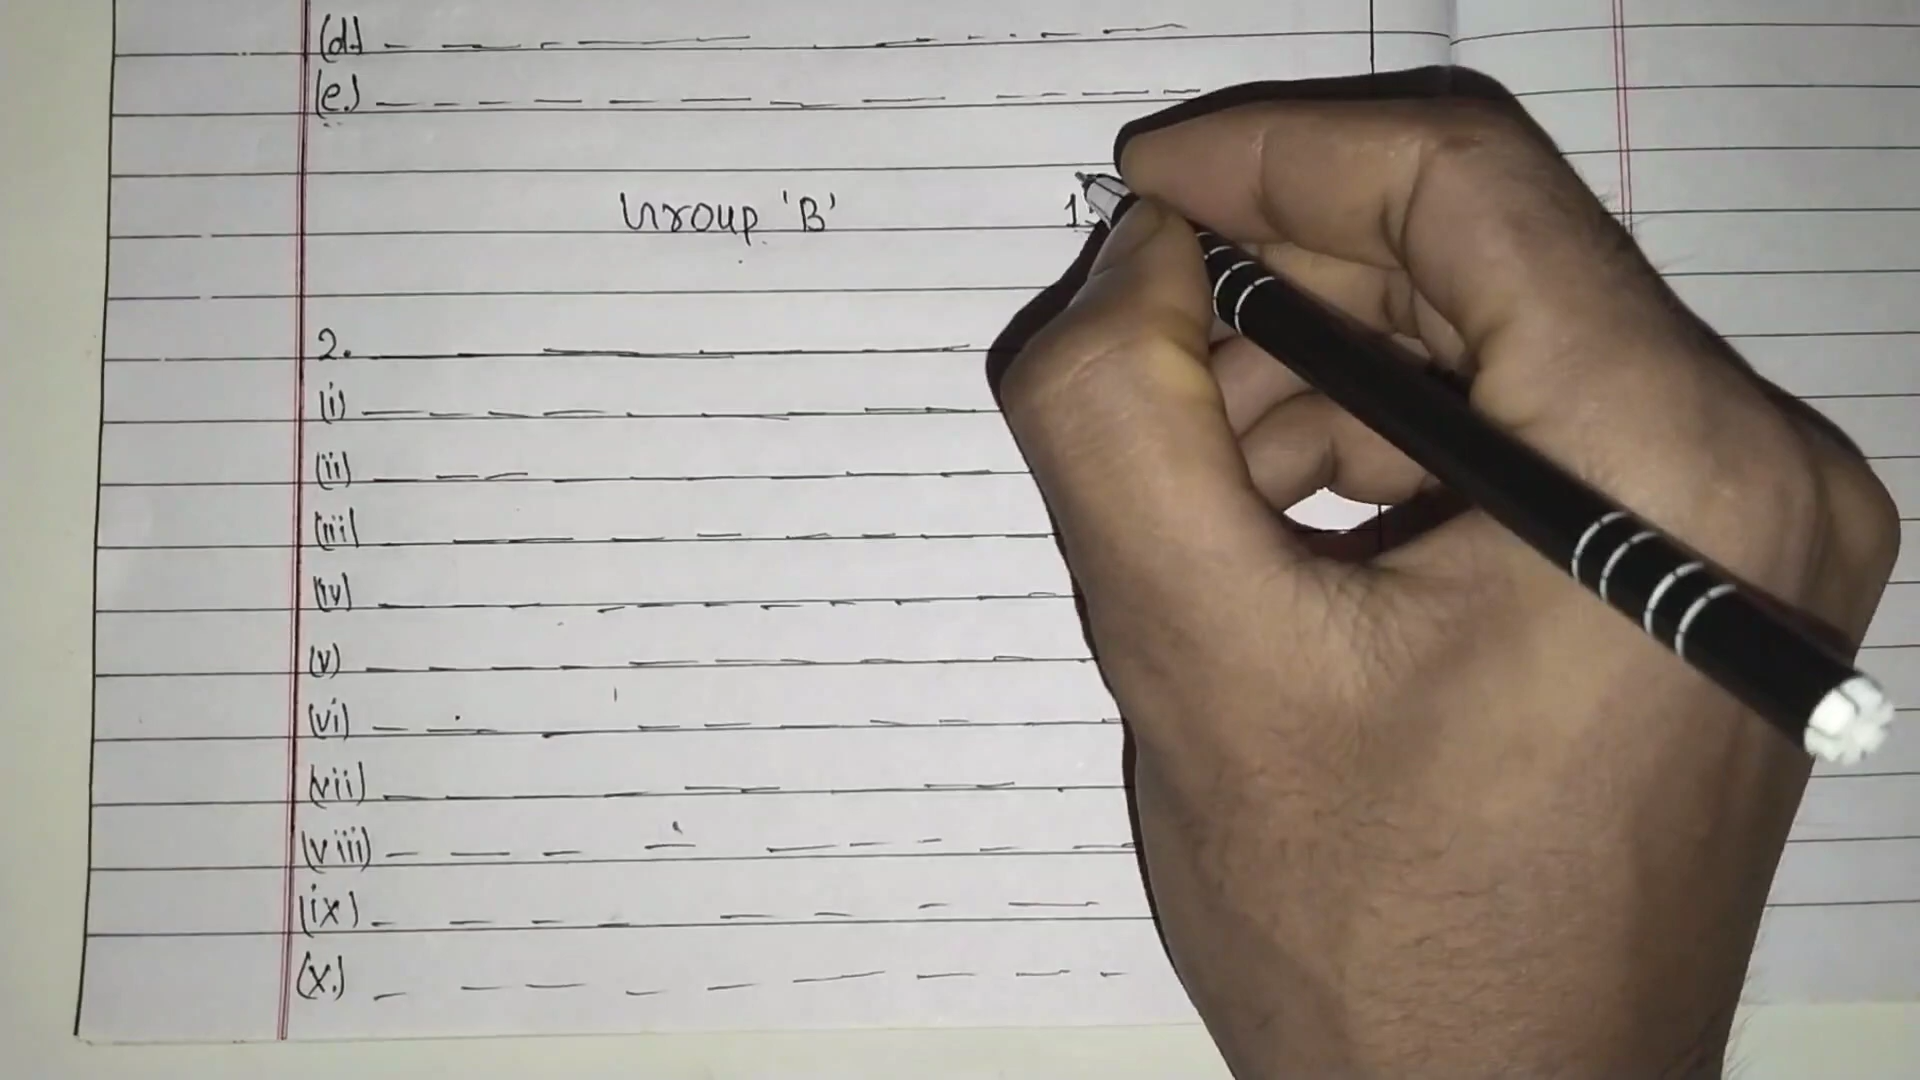 (d.)
(e.)
Group 'B'
2.
(i)
(ii)
(iii)
(iv)
(v)
(vi)
(vii)
(viii)
(ix)
(x.)